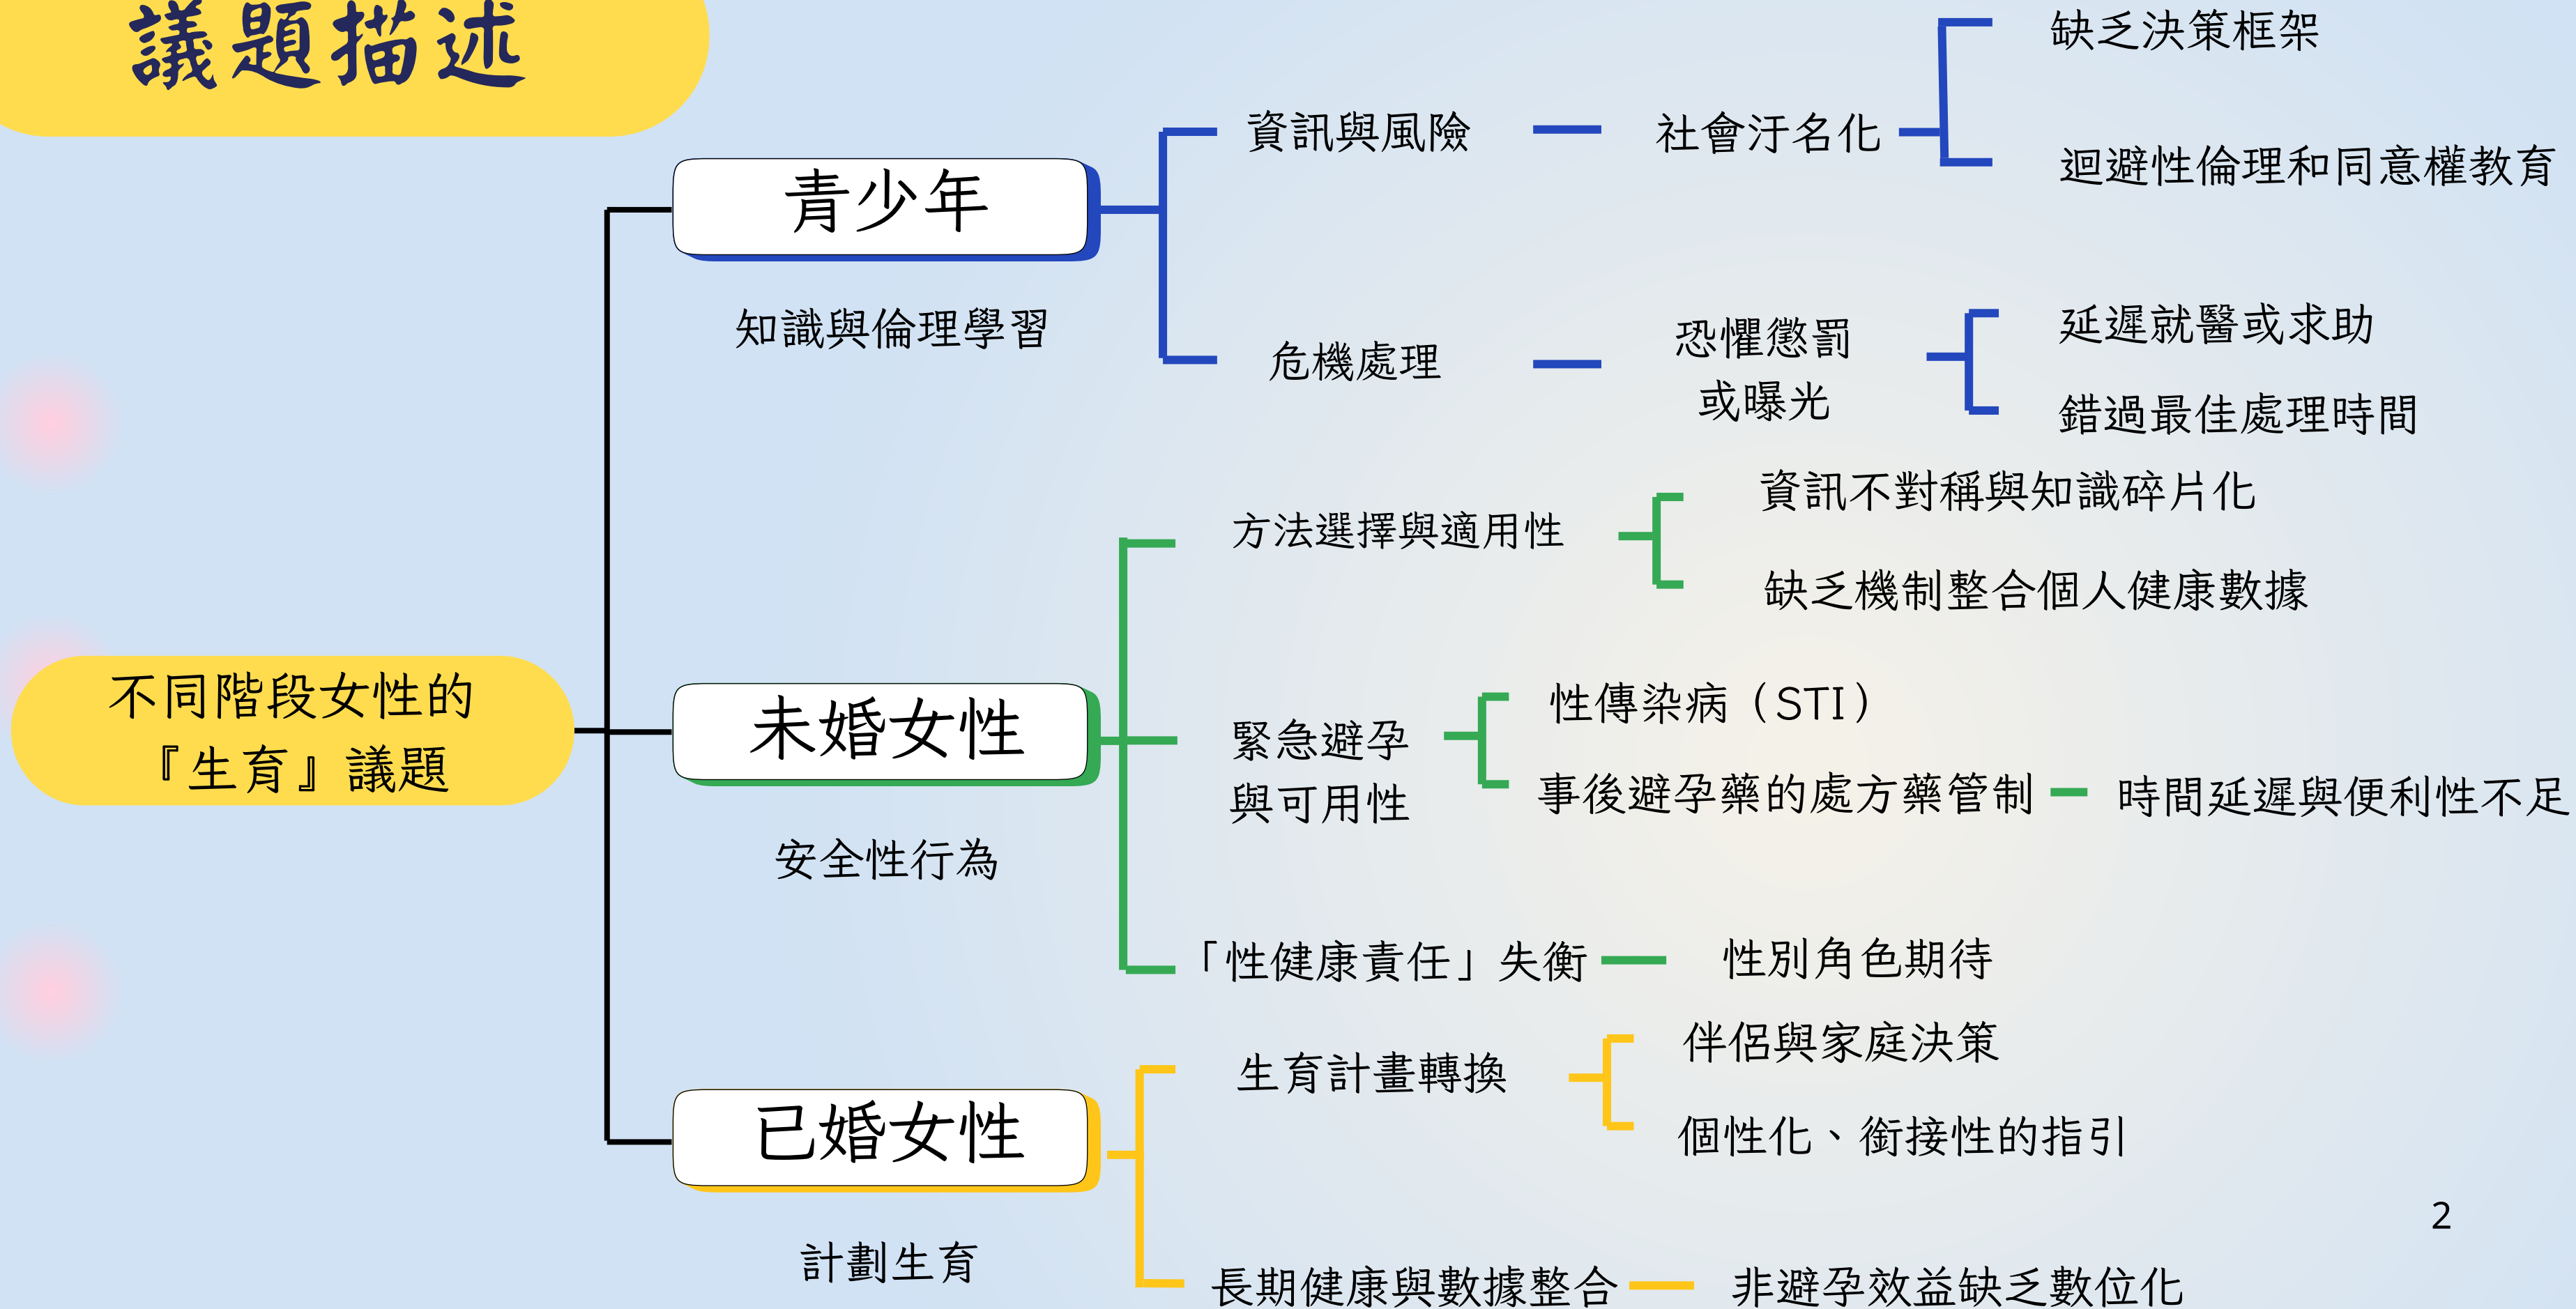 議題描述
不同階段女性的
『生育』議題
青少年
知識與倫理學習
資訊與風險
社會汙名化
缺乏決策框架
迴避性倫理和同意權教育
危機處理
恐懼懲罰
或曝光
延遲就醫或求助
錯過最佳處理時間
未婚女性
安全性行為
方法選擇與適用性
資訊不對稱與知識碎片化
缺乏機制整合個人健康數據
緊急避孕
與可用性
性傳染病（STI）
事後避孕藥的處方藥管制
時間延遲與便利性不足
「性健康責任」失衡
性別角色期待
已婚女性
計劃生育
生育計畫轉換
伴侶與家庭決策
個性化、銜接性的指引
長期健康與數據整合
非避孕效益缺乏數位化
2